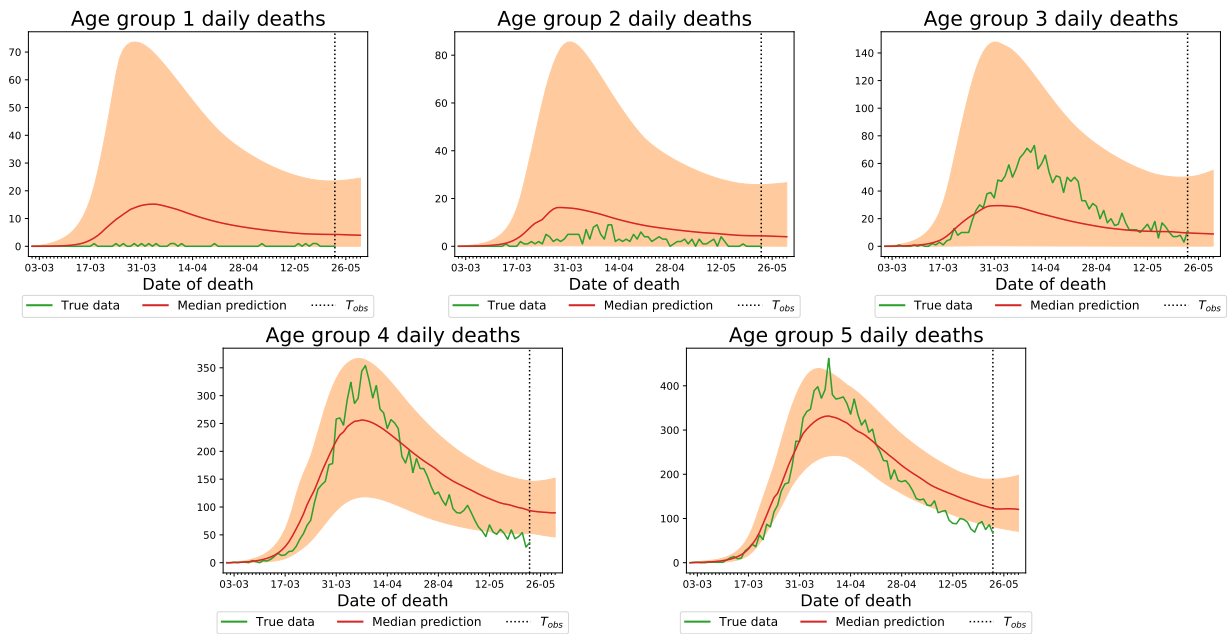 Age group 1 daily deaths
70
60
50
40
30
20
10
0
03-03 17-03 31-03 14-04 28-04 12-05 26-05
Date of death
True data Median prediction T_obs
Age group 2 daily deaths
80
60
40
20
0
03-03 17-03 31-03 14-04 28-04 12-05 26-05
Date of death
True data Median prediction T_obs
Age group 3 daily deaths
140
120
100
80
60
40
20
0
03-03 17-03 31-03 14-04 28-04 12-05 26-05
Date of death
True data Median prediction T_obs
Age group 4 daily deaths
350
300
250
200
150
100
50
0
03-03 17-03 31-03 14-04 28-04 12-05 26-05
Date of death
True data Median prediction T_obs
Age group 5 daily deaths
400
300
200
100
0
03-03 17-03 31-03 14-04 28-04 12-05 26-05
Date of death
True data Median prediction T_obs